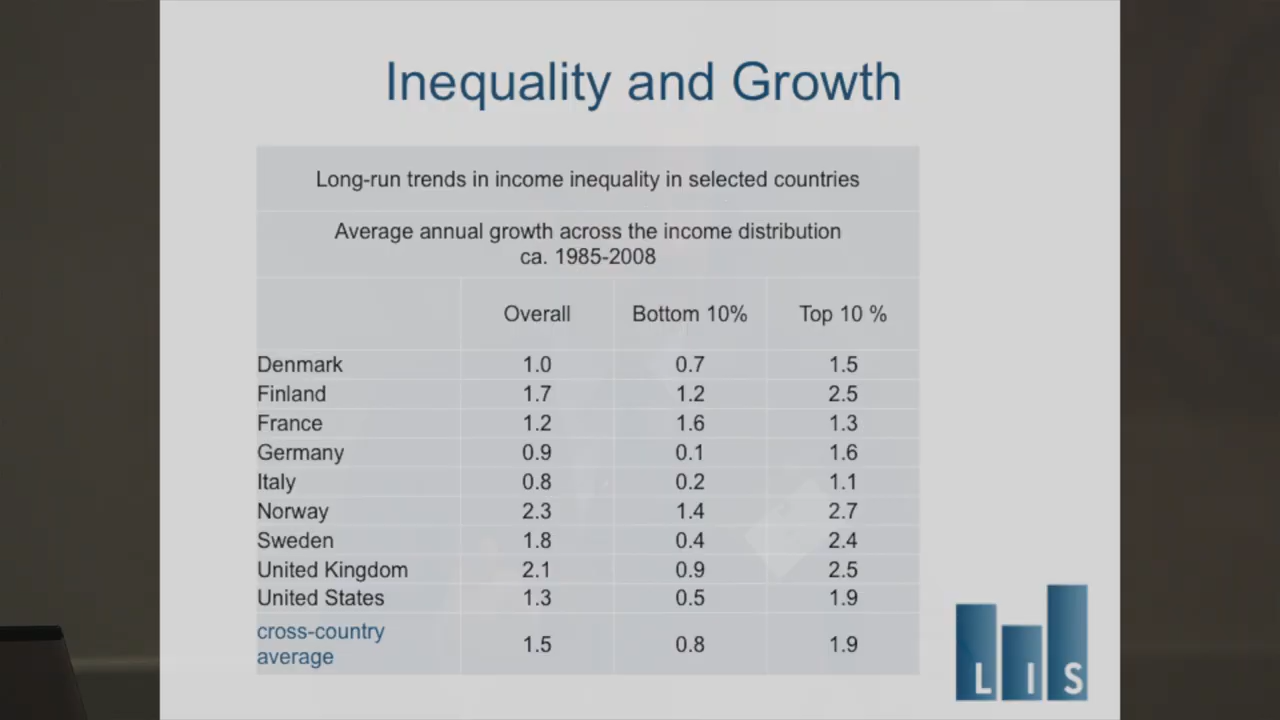 Inequality and Growth
Long-run trends in income inequality in selected countries
Average annual growth across the income distribution
ca. 1985-2008
Overall Bottom 10% Top 10 %
Denmark 1.0 0.7 1.5
Finland 1.7 1.2 2.5
France 1.2 1.6 1.3
Germany 0.9 0.1 1.6
Italy 0.8 0.2 1.1
Norway 2.3 1.4 2.7
Sweden 1.8 0.4 2.4
United Kingdom 2.1 0.9 2.5
United States 1.3 0.5 1.9
cross-country
average 1.5 0.8 1.9
LIS